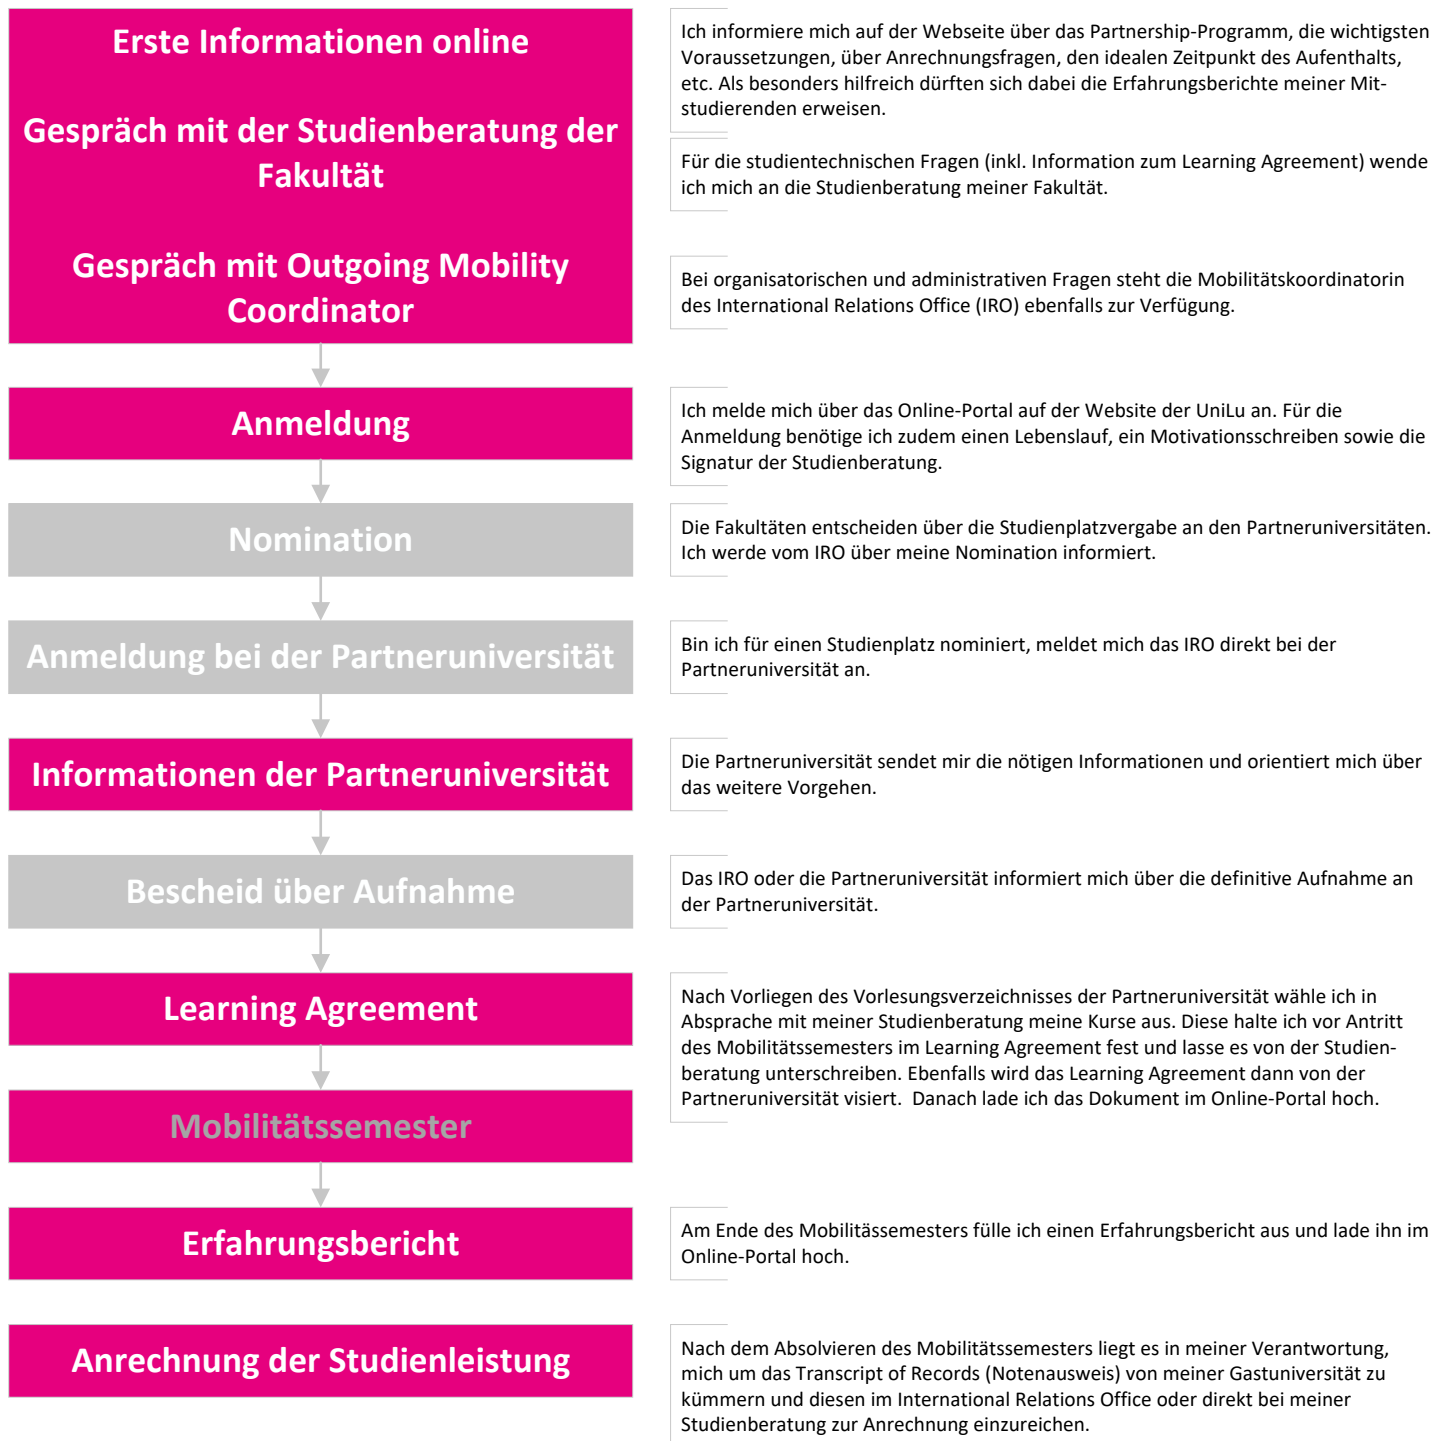 Erste Informationen online
Gespräch mit der Studienberatung der
Fakultät
Gespräch mit Outgoing Mobility
Coordinator
Ich informiere mich auf der Webseite über das Partnership-Programm, die wichtigsten
Voraussetzungen, über Anrechnungsfragen, den idealen Zeitpunkt des Aufenthalts,
etc. Als besonders hilfreich dürften sich dabei die Erfahrungsberichte meiner Mit-
studierenden erweisen.
Für die studientechnischen Fragen (inkl. Information zum Learning Agreement) wende
ich mich an die Studienberatung meiner Fakultät.
Bei organisatorischen und administrativen Fragen steht die Mobilitätskoordinatorin
des International Relations Office (IRO) ebenfalls zur Verfügung.
Anmeldung
Ich melde mich über das Online-Portal auf der Website der UniLu an. Für die
Anmeldung benötige ich zudem einen Lebenslauf, ein Motivationsschreiben sowie die
Signatur der Studienberatung.
Nomination
Die Fakultäten entscheiden über die Studienplatzvergabe an den Partneruniversitäten.
Ich werde vom IRO über meine Nomination informiert.
Anmeldung bei der Partneruniversität
Bin ich für einen Studienplatz nominiert, meldet mich das IRO direkt bei der
Partneruniversität an.
Informationen der Partneruniversität
Die Partneruniversität sendet mir die nötigen Informationen und orientiert mich über
das weitere Vorgehen.
Bescheid über Aufnahme
Das IRO oder die Partneruniversität informiert mich über die definitive Aufnahme an
der Partneruniversität.
Learning Agreement
Nach Vorliegen des Vorlesungsverzeichnisses der Partneruniversität wähle ich in
Absprache mit meiner Studienberatung meine Kurse aus. Diese halte ich vor Antritt
des Mobilitätssemesters im Learning Agreement fest und lasse es von der Studien-
beratung unterschreiben. Ebenfalls wird das Learning Agreement dann von der
Partneruniversität visiert.  Danach lade ich das Dokument im Online-Portal hoch.
Mobilitätssemester
Erfahrungsbericht
Am Ende des Mobilitässemesters fülle ich einen Erfahrungsbericht aus und lade ihn im
Online-Portal hoch.
Anrechnung der Studienleistung
Nach dem Absolvieren des Mobilitätssemesters liegt es in meiner Verantwortung,
mich um das Transcript of Records (Notenausweis) von meiner Gastuniversität zu
kümmern und diesen im International Relations Office oder direkt bei meiner
Studienberatung zur Anrechnung einzureichen.